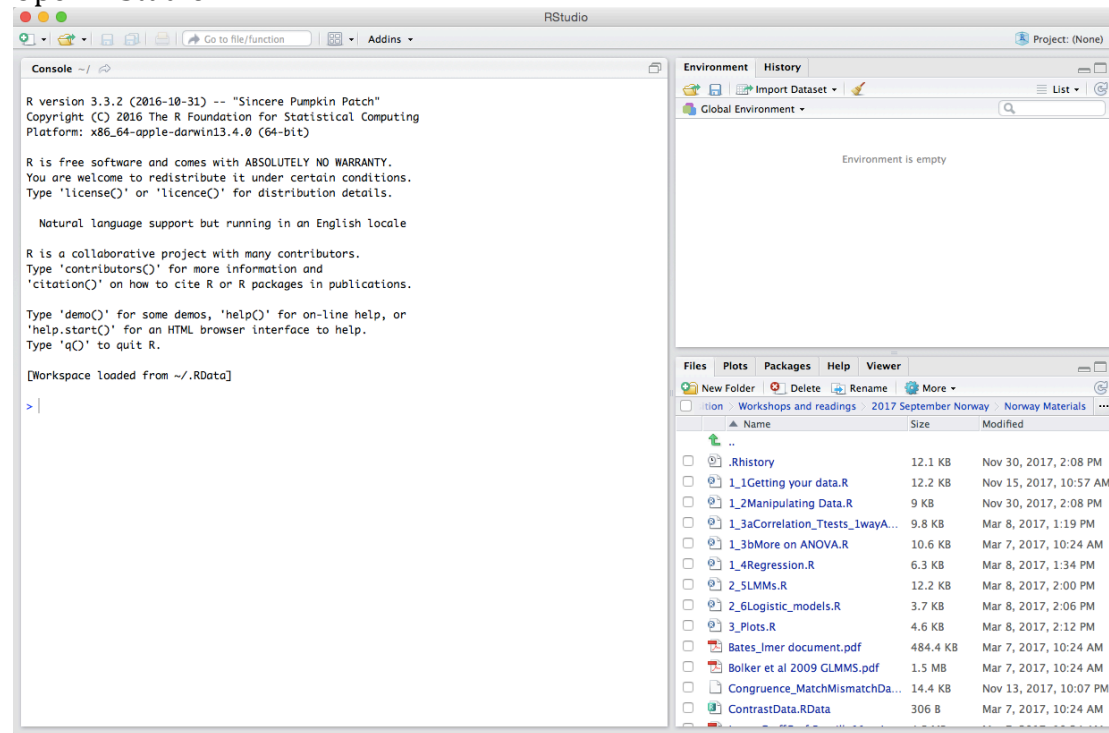 RStudio
Go to file/function
Addins
Project: (None)
Console ~/
R version 3.3.2 (2016-10-31) -- "Sincere Pumpkin Patch"
Copyright (C) 2016 The R Foundation for Statistical Computing
Platform: x86_64-apple-darwin13.4.0 (64-bit)
R is free software and comes with ABSOLUTELY NO WARRANTY.
You are welcome to redistribute it under certain conditions.
Type 'license()' or 'licence()' for distribution details.
Natural language support but running in an English locale
R is a collaborative project with many contributors.
Type 'contributors()' for more information and
'citation()' on how to cite R or R packages in publications.
Type 'demo()' for some demos, 'help()' for on-line help, or
'help.start()' for an HTML browser interface to help.
Type 'q()' to quit R.
[Workspace loaded from ~/.RData]
>
Environment History
Import Dataset List
Global Environment
Environment is empty
Files Plots Packages Help Viewer
New Folder Delete Rename More
tion Workshops and readings 2017 September Norway Norway Materials ...
Name Size Modified
..
.Rhistory 12.1 KB Nov 30, 2017, 2:08 PM
1_1Getting your data.R 12.2 KB Nov 15, 2017, 10:57 AM
1_2Manipulating Data.R 9 KB Nov 30, 2017, 2:08 PM
1_3aCorrelation_Ttests_1wayA... 9.8 KB Mar 8, 2017, 1:19 PM
1_3bMore on ANOVA.R 10.6 KB Mar 7, 2017, 10:24 AM
1_4Regression.R 6.3 KB Mar 8, 2017, 1:34 PM
2_5LMMs.R 12.2 KB Mar 8, 2017, 2:00 PM
2_6Logistic_models.R 3.7 KB Mar 8, 2017, 2:06 PM
3_Plots.R 4.6 KB Mar 8, 2017, 2:12 PM
Bates_lmer document.pdf 484.4 KB Mar 7, 2017, 10:24 AM
Bolker et al 2009 GLMMS.pdf 1.5 MB Mar 7, 2017, 10:24 AM
Congruence_MatchMismatchDa... 14.4 KB Nov 13, 2017, 10:07 PM
ContrastData.RData 306 B Mar 7, 2017, 10:24 AM